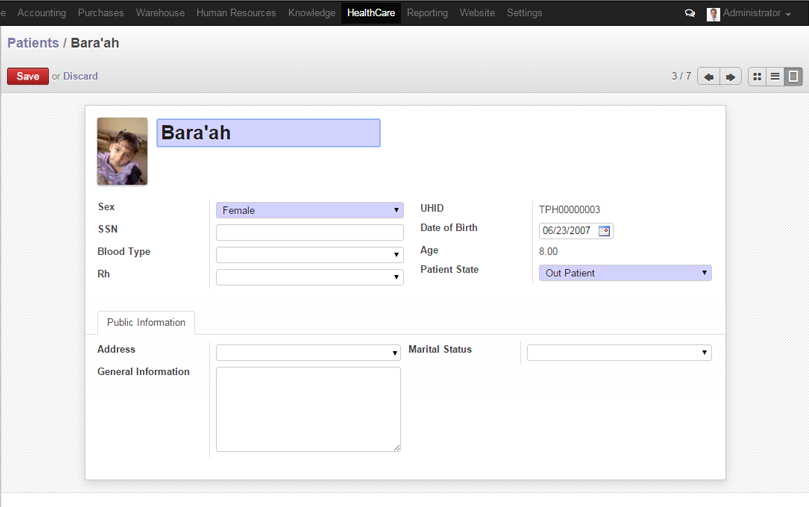 e Accounting Purchases Warehouse Human Resources Knowledge HealthCare Reporting Website Settings Administrator
Patients / Bara'ah
Save or Discard 3 / 7
Bara'ah
Sex Female UHID TPH00000003
SSN Date of Birth 06/23/2007
Blood Type Age 8.00
Rh Patient State Out Patient
Public Information
Address Marital Status
General Information